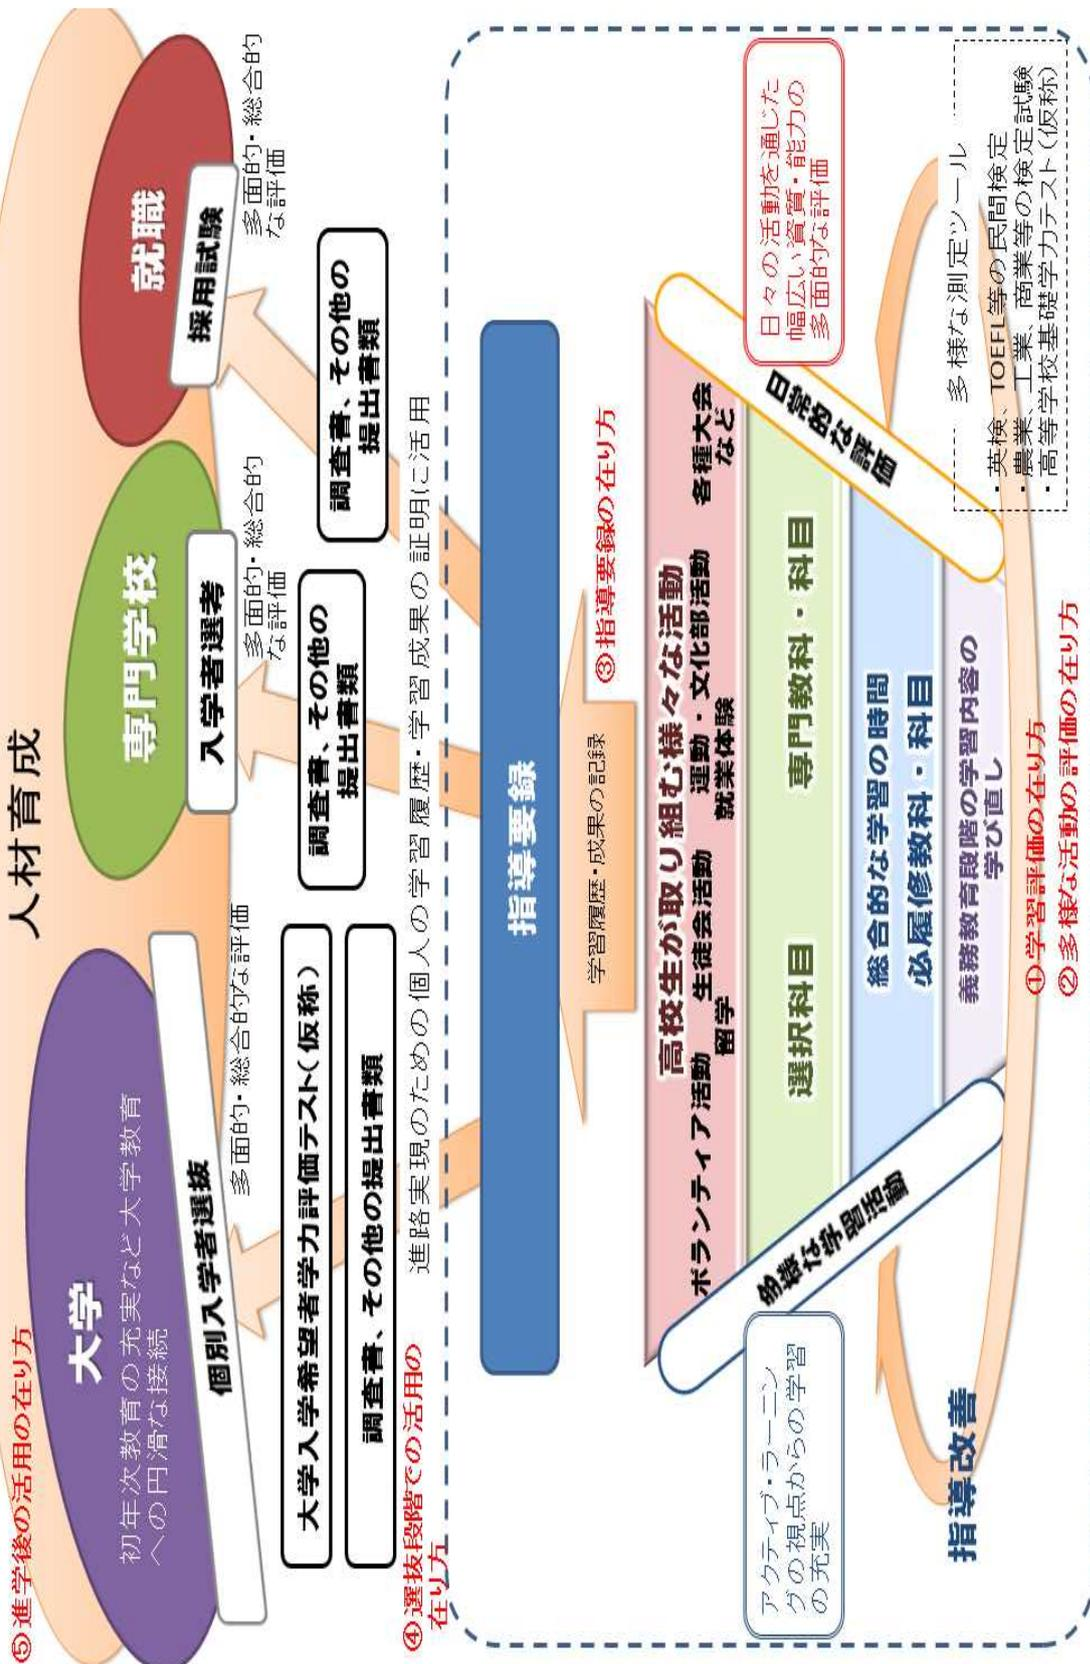 人材育成
⑤進学後の活用の在り方
大学
初年次教育の充実など大学教育
への円滑な接続
専門学校
就職
個別入学者選抜
入学者選考
採用試験
多面的・総合的な評価
多面的・総合的
な評価
多面的・総合的
な評価
大学入学希望者学力評価テスト(仮称)
調査書、その他の提出書類
調査書、その他の
提出書類
調査書、その他の
提出書類
④選抜段階での活用の
在り方
進路実現のための個人の学習履歴・学習成果の証明に活用
指導要録
学習履歴・成果の記録
③指導要録の在り方
高校生が取り組む様々な活動
ボランティア活動 生徒会活動 運動・文化部活動 各種大会
留学 就業体験 など
選択科目 専門教科・科目
総合的な学習の時間
必履修教科・科目
義務教育段階の学習内容の
学び直し
多様な学習活動
日常的な評価
アクティブ・ラーニン
グの視点からの学習
の充実
日々の活動を通じた
幅広い資質・能力の
多面的な評価
指導改善
①学習評価の在り方
②多様な活動の評価の在り方
多様な測定ツール
・英検、TOEFL等の民間検定
・農業、工業、商業等の検定試験
・高等学校基礎学力テスト(仮称)